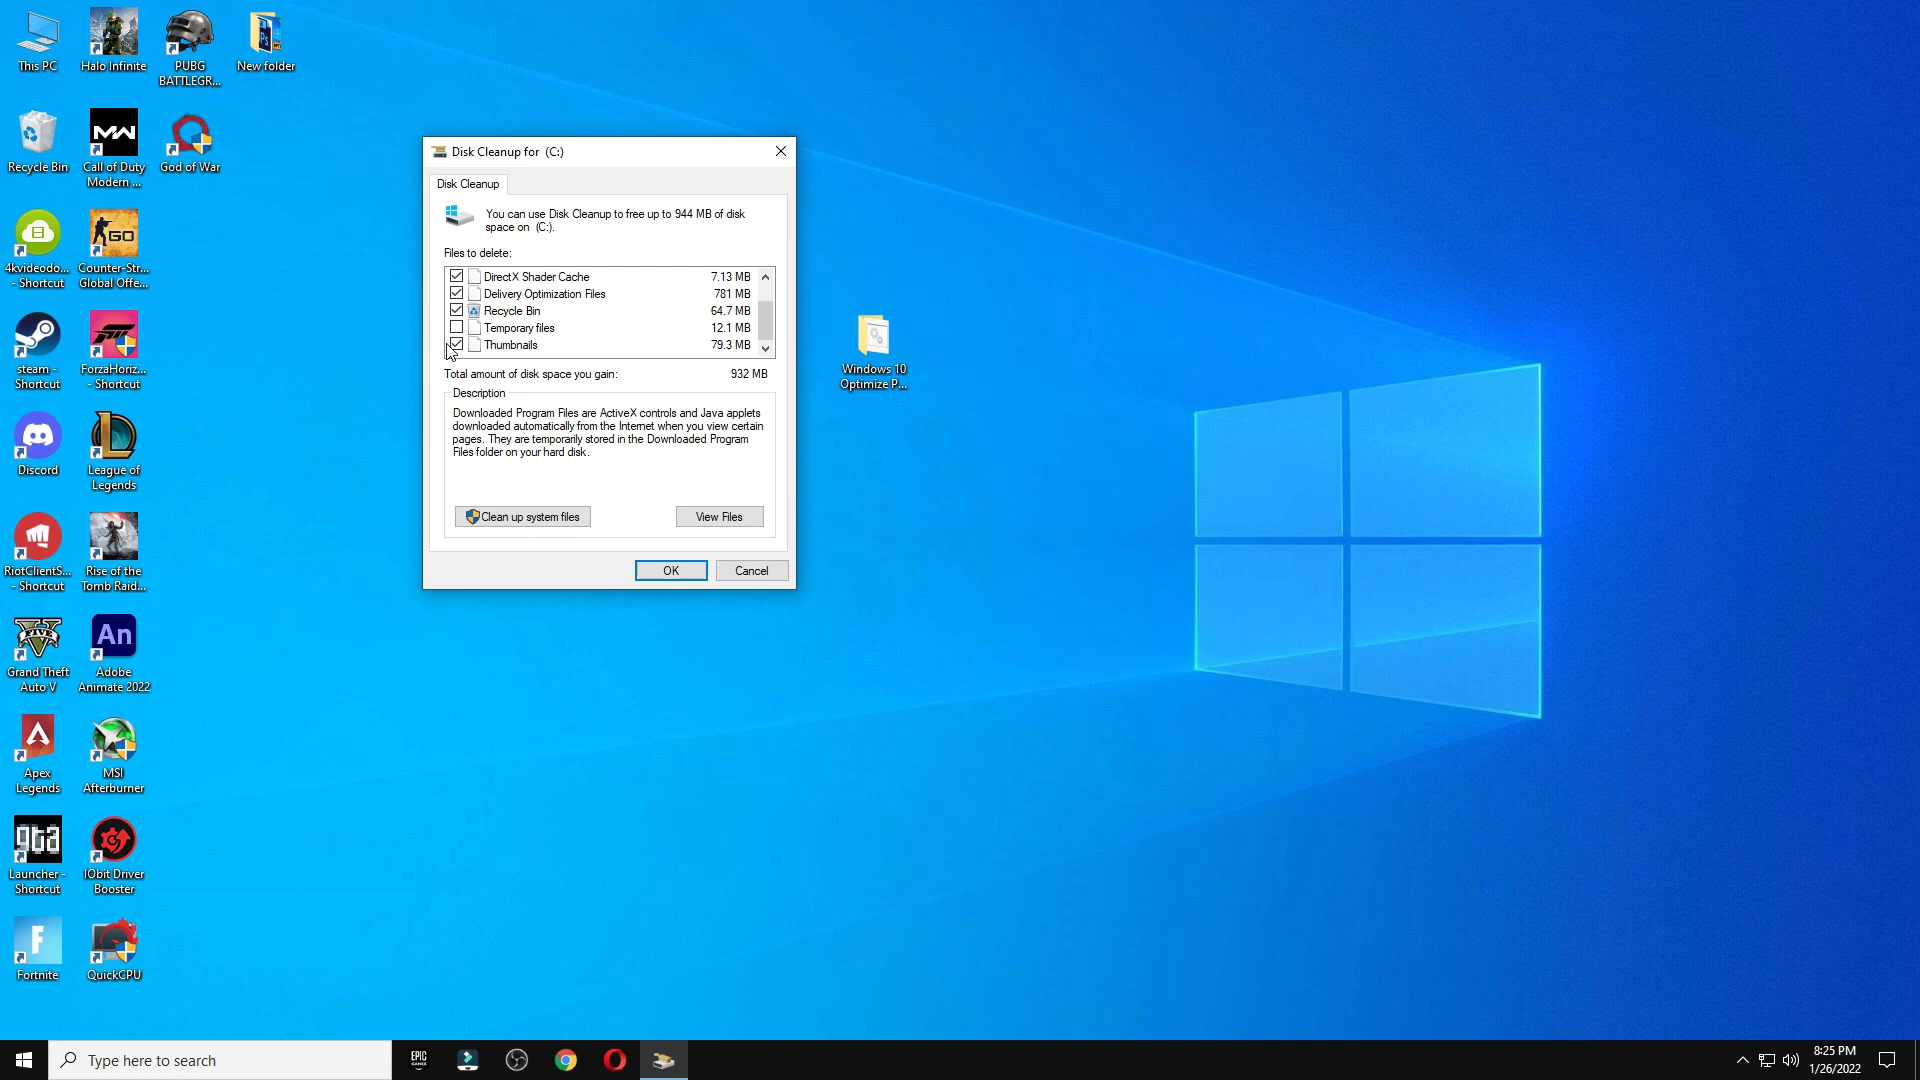 This PC
Halo Infinite
PUBG
BATTLEGR...
New folder
Recycle Bin
Call of Duty
Modern ...
God of War
4kvideodo...
- Shortcut
GO
Counter-Str...
Global Offe...
steam -
Shortcut
ForzaHoriz...
- Shortcut
Discord
League of
Legends
RiotClientS...
- Shortcut
Rise of the
Tomb Raid...
FIVE
Grand Theft
Auto V
An
Adobe
Animate 2022
Apex
Legends
MSI
Afterburner
gta
Launcher -
Shortcut
IObit Driver
Booster
F
Fortnite
QuickCPU
Ps
MW
Disk Cleanup for (C:)
Disk Cleanup
You can use Disk Cleanup to free up to 944 MB of disk
space on (C:).
Files to delete:
DirectX Shader Cache 7.13 MB
Delivery Optimization Files 781 MB
Recycle Bin 64.7 MB
Temporary files 12.1 MB
Thumbnails 79.3 MB
Total amount of disk space you gain: 932 MB
Description
Downloaded Program Files are ActiveX controls and Java applets
downloaded automatically from the Internet when you view certain
pages. They are temporarily stored in the Downloaded Program
Files folder on your hard disk.
Clean up system files
View Files
OK
Cancel
Windows 10
Optimize P...
Type here to search
EPIC
GAMES
8:25 PM
1/26/2022